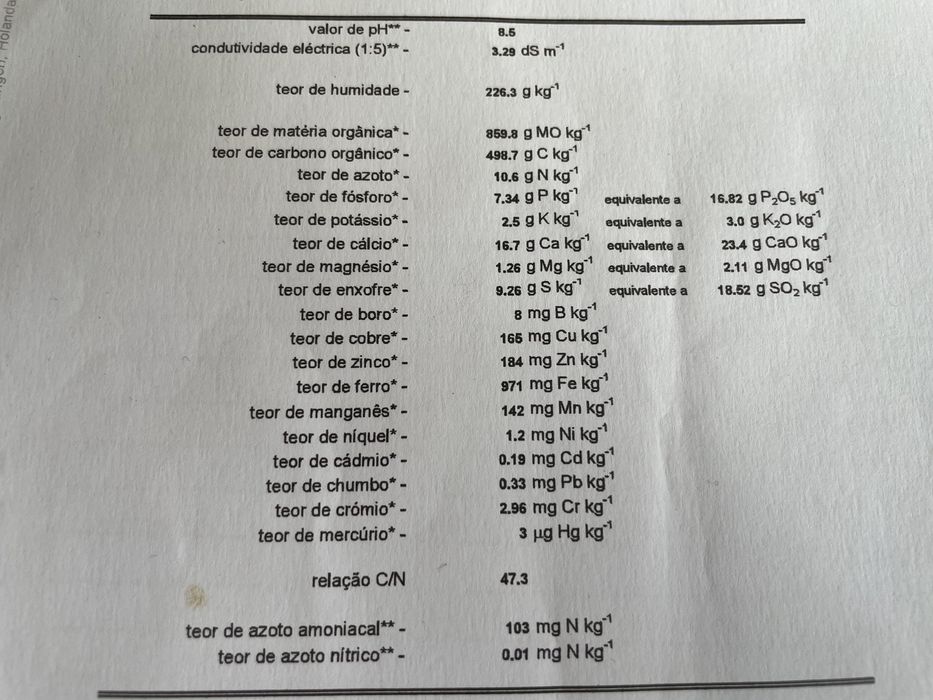 gen, Holanda
valor de pH** - 8.5
condutividade eléctrica (1:5)** - 3.29 dS m⁻¹
teor de humidade - 226.3 g kg⁻¹
teor de matéria orgânica* - 859.8 g MO kg⁻¹
teor de carbono orgânico* - 498.7 g C kg⁻¹
teor de azoto* - 10.6 g N kg⁻¹
teor de fósforo* - 7.34 g P kg⁻¹ equivalente a 16.82 g P₂O₅ kg⁻¹
teor de potássio* - 2.5 g K kg⁻¹ equivalente a 3.0 g K₂O kg⁻¹
teor de cálcio* - 16.7 g Ca kg⁻¹ equivalente a 23.4 g CaO kg⁻¹
teor de magnésio* - 1.26 g Mg kg⁻¹ equivalente a 2.11 g MgO kg⁻¹
teor de enxofre* - 9.26 g S kg⁻¹ equivalente a 18.52 g SO₂ kg⁻¹
teor de boro* - 8 mg B kg⁻¹
teor de cobre* - 165 mg Cu kg⁻¹
teor de zinco* - 184 mg Zn kg⁻¹
teor de ferro* - 971 mg Fe kg⁻¹
teor de manganês* - 142 mg Mn kg⁻¹
teor de níquel* - 1.2 mg Ni kg⁻¹
teor de cádmio* - 0.19 mg Cd kg⁻¹
teor de chumbo* - 0.33 mg Pb kg⁻¹
teor de crómio* - 2.96 mg Cr kg⁻¹
teor de mercúrio* - 3 µg Hg kg⁻¹
relação C/N 47.3
teor de azoto amoniacal** - 103 mg N kg⁻¹
teor de azoto nítrico** - 0.01 mg N kg⁻¹